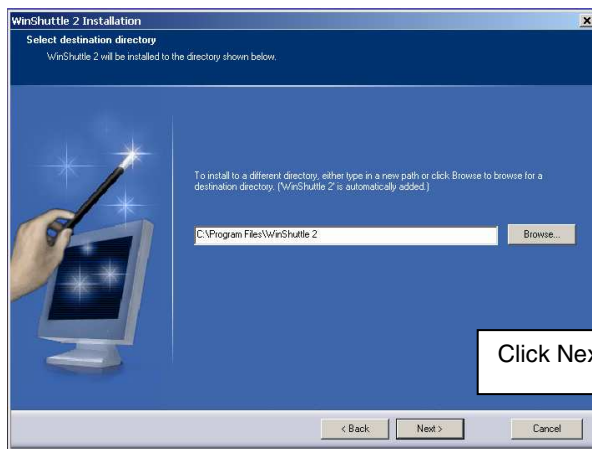 WinShuttle 2 Installation
Select destination directory
WinShuttle 2 will be installed to the directory shown below.
To install to a different directory, either type in a new path or click Browse to browse for a
destination directory. ('WinShuttle 2' is automatically added.)
C:\Program Files\WinShuttle 2
Browse...
Click Nex
< Back
Next >
Cancel